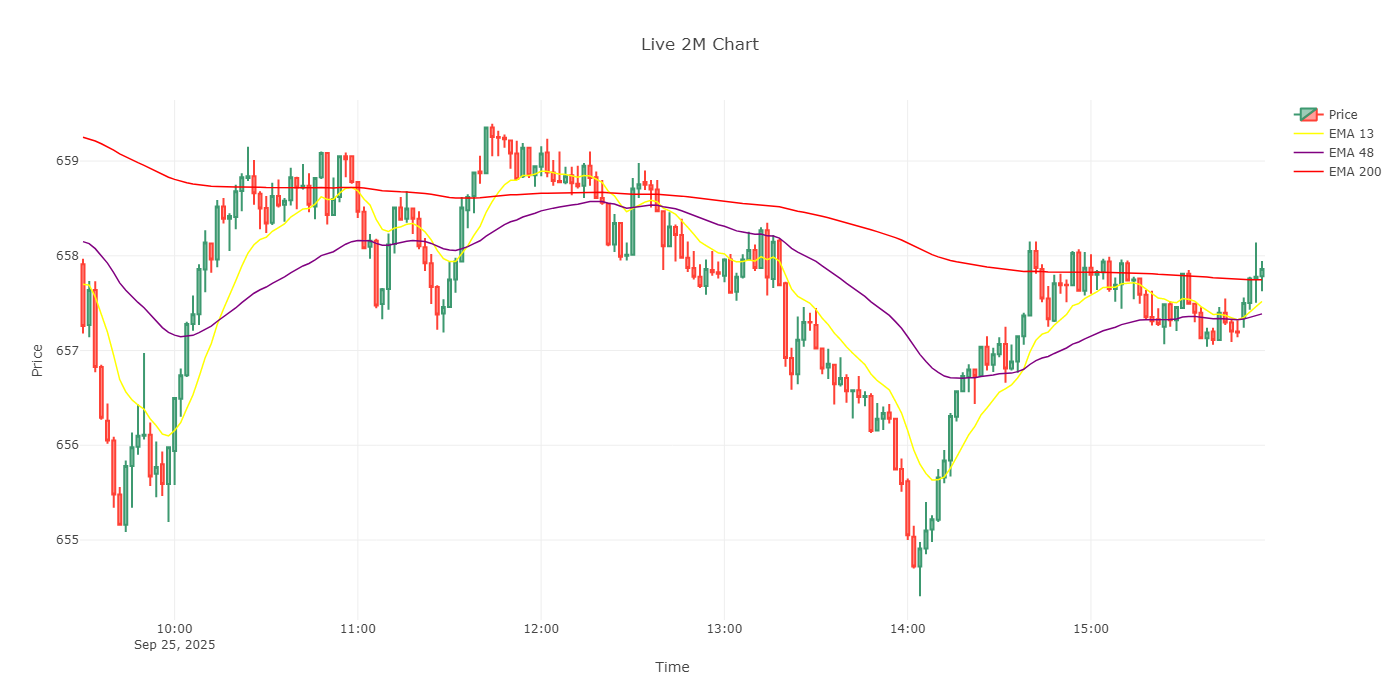 Live 2M Chart
Price
EMA 13
EMA 48
EMA 200
659
658
657
656
655
Price
10:00
11:00
12:00
13:00
14:00
15:00
Sep 25, 2025
Time